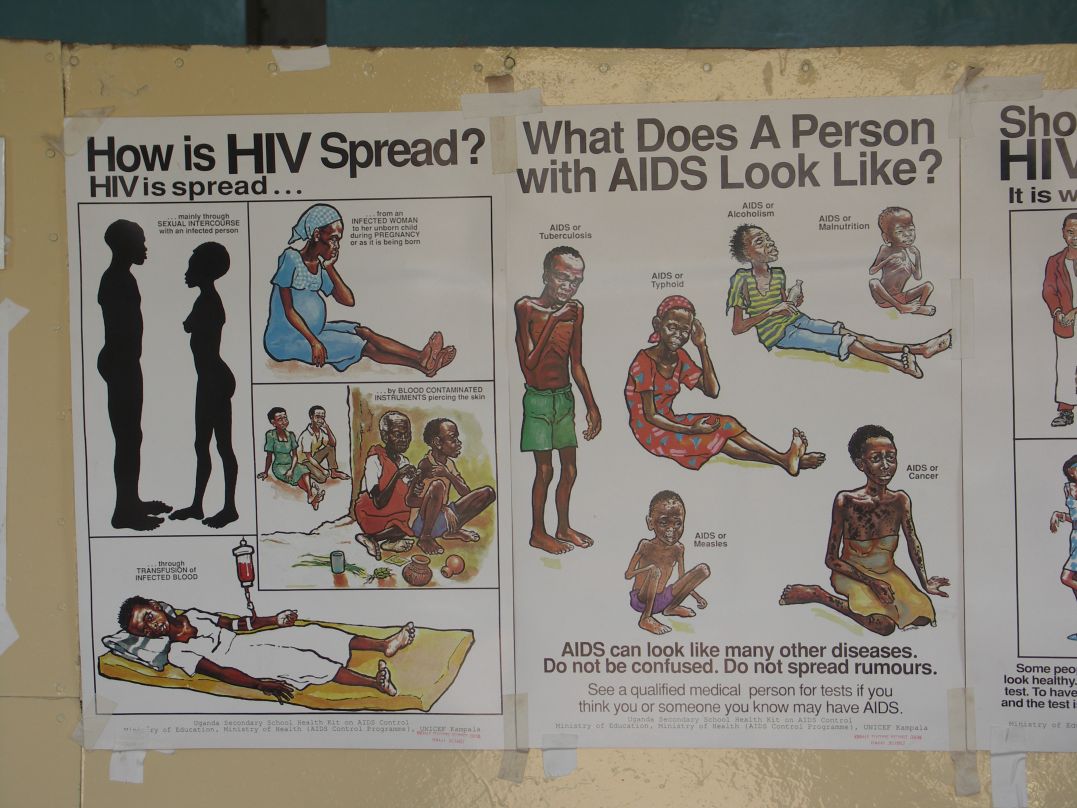 How is HIV Spread?
HIV is spread ...
... mainly through
SEXUAL INTERCOURSE
with an infected person
... from an
INFECTED WOMAN
to her unborn child
during PREGNANCY
or as it is being born
... by BLOOD CONTAMINATED
INSTRUMENTS piercing the skin
... through
TRANSFUSION of
INFECTED BLOOD
Uganda Secondary School Health Kit on AIDS Control
Ministry of Education, Ministry of Health (AIDS Control Programme), UNICEF Kampala
What Does A Person
with AIDS Look Like?
AIDS or
Tuberculosis
AIDS or
Typhoid
AIDS or
Alcoholism
AIDS or
Malnutrition
AIDS or
Measles
AIDS or
Cancer
AIDS can look like many other diseases.
Do not be confused. Do not spread rumours.
See a qualified medical person for tests if you
think you or someone you know may have AIDS.
Uganda Secondary School Health Kit on AIDS Control
Ministry of Education, Ministry of Health (AIDS Control Programme), UNICEF Kampala
Sho
HIV
It is w
Some peo
look healthy.
test. To have
and the test i
Ministry of Ed